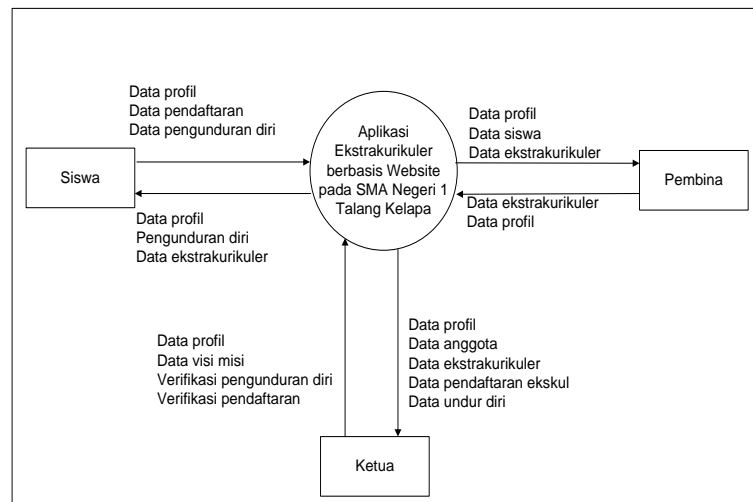 Data profil
Data pendaftaran
Data pengunduran diri
Siswa
Data profil
Pengunduran diri
Data ekstrakurikuler
Aplikasi
Ekstrakurikuler
berbasis Website
pada SMA Negeri 1
Talang Kelapa
Data profil
Data siswa
Data ekstrakurikuler
Pembina
Data ekstrakurikuler
Data profil
Data profil
Data visi misi
Verifikasi pengunduran diri
Verifikasi pendaftaran
Data profil
Data anggota
Data ekstrakurikuler
Data pendaftaran ekskul
Data undur diri
Ketua